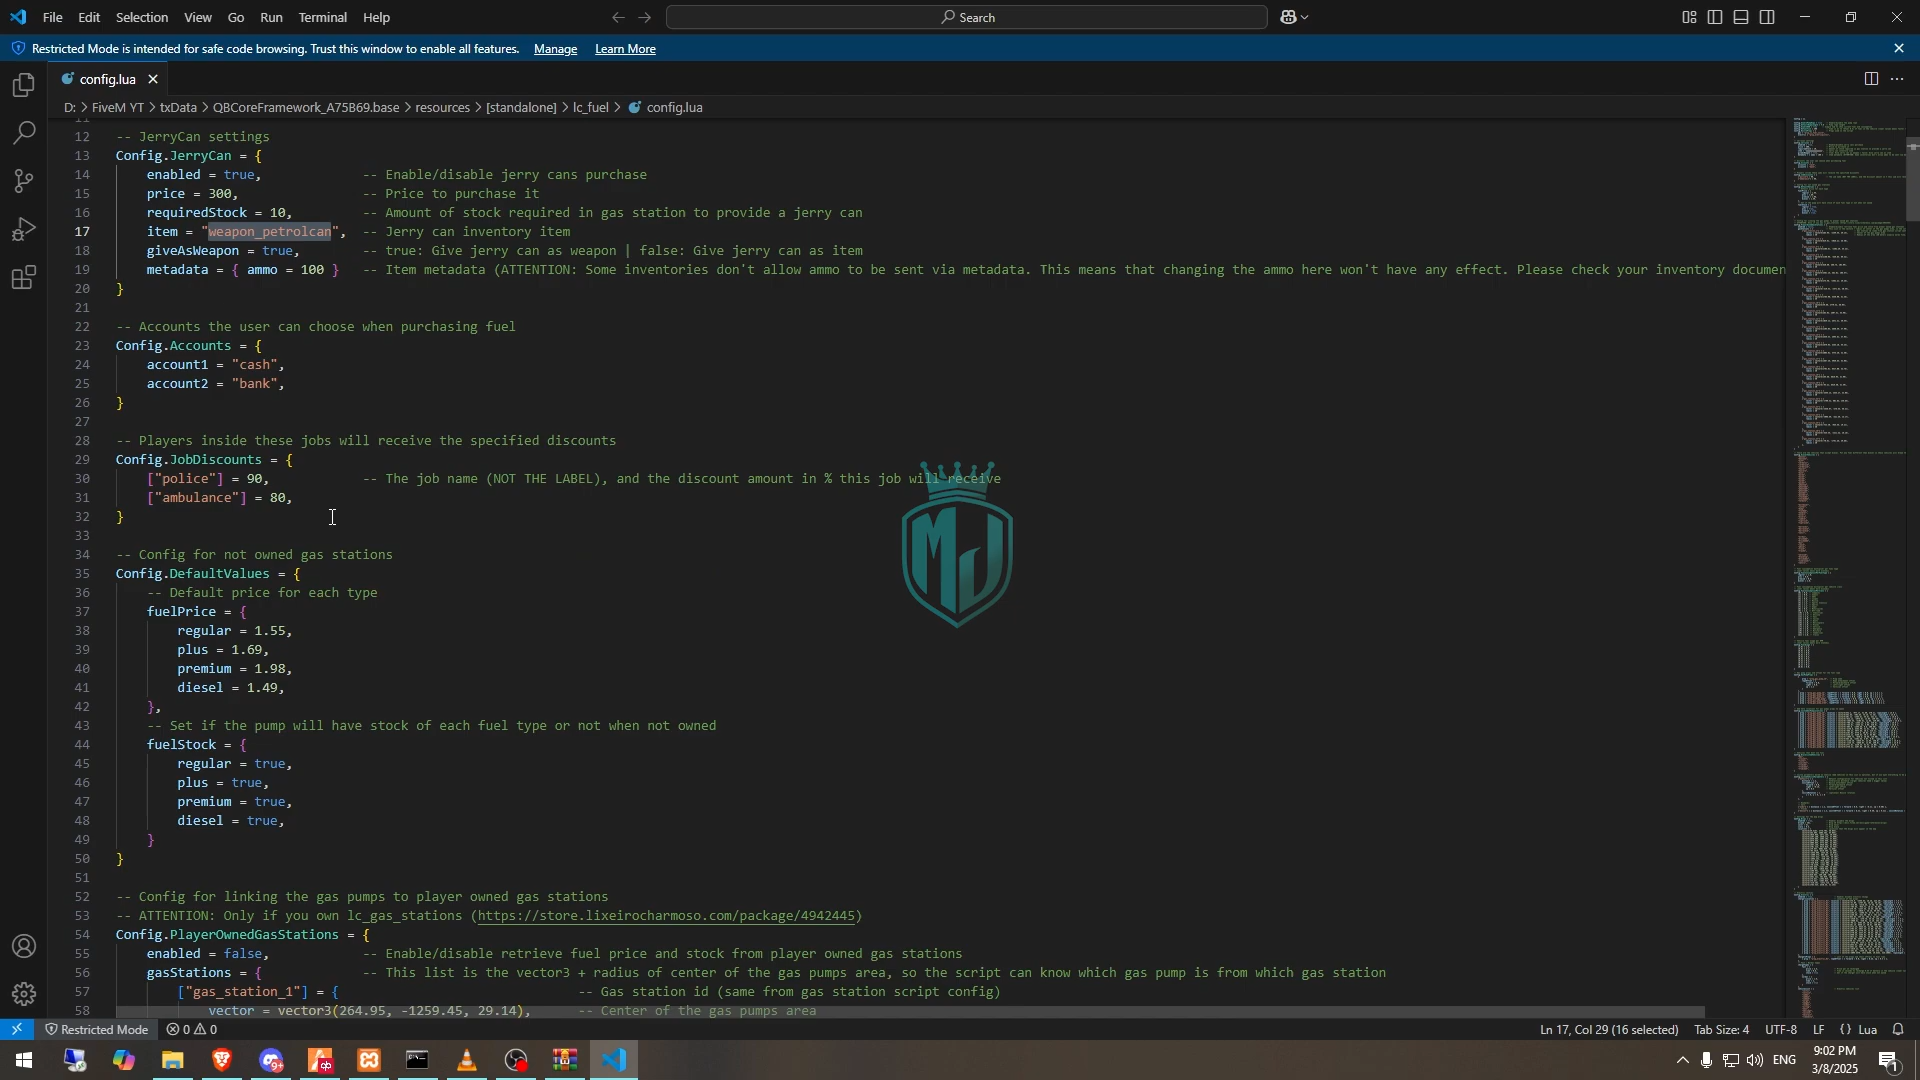 File Edit Selection View Go Run Terminal Help
Search
Restricted Mode is intended for safe code browsing. Trust this window to enable all features. Manage Learn More
config.lua
D: > FiveM YT > txData > QBCoreFramework_A75B69.base > resources > [standalone] > lc_fuel > config.lua
11
12 -- JerryCan settings
13 Config.JerryCan = {
14 enabled = true, -- Enable/disable jerry cans purchase
15 price = 300, -- Price to purchase it
16 requiredStock = 10, -- Amount of stock required in gas station to provide a jerry can
17 item = "weapon_petrolcan", -- Jerry can inventory item
18 giveAsWeapon = true, -- true: Give jerry can as weapon | false: Give jerry can as item
19 metadata = { ammo = 100 } -- Item metadata (ATTENTION: Some inventories don't allow ammo to be sent via metadata. This means that changing the ammo here won't have any effect. Please check your inventory documen
20 }
21
22 -- Accounts the user can choose when purchasing fuel
23 Config.Accounts = {
24 account1 = "cash",
25 account2 = "bank",
26 }
27
28 -- Players inside these jobs will receive the specified discounts
29 Config.JobDiscounts = {
30 ["police"] = 90, -- The job name (NOT THE LABEL), and the discount amount in % this job will receive
31 ["ambulance"] = 80,
32 }
33
34 -- Config for not owned gas stations
35 Config.DefaultValues = {
36 -- Default price for each type
37 fuelPrice = {
38 regular = 1.55,
39 plus = 1.69,
40 premium = 1.98,
41 diesel = 1.49,
42 },
43 -- Set if the pump will have stock of each fuel type or not when not owned
44 fuelStock = {
45 regular = true,
46 plus = true,
47 premium = true,
48 diesel = true,
49 }
50 }
51
52 -- Config for linking the gas pumps to player owned gas stations
53 -- ATTENTION: Only if you own lc_gas_stations (https://store.lixeirocharmoso.com/package/4942445)
54 Config.PlayerOwnedGasStations = {
55 enabled = false, -- Enable/disable retrieve fuel price and stock from player owned gas stations
56 gasStations = { -- This list is the vector3 + radius of center of the gas pumps area, so the script can know which gas pump is from which gas station
57 ["gas_station_1"] = { -- Gas station id (same from gas station script config)
58 vector = vector3(264.95, -1259.45, 29.14), -- Center of the gas pumps area
MJ
Restricted Mode 0 0 Ln 17, Col 29 (16 selected) Tab Size: 4 UTF-8 LF {} Lua
ENG 9:02 PM
3/8/2025